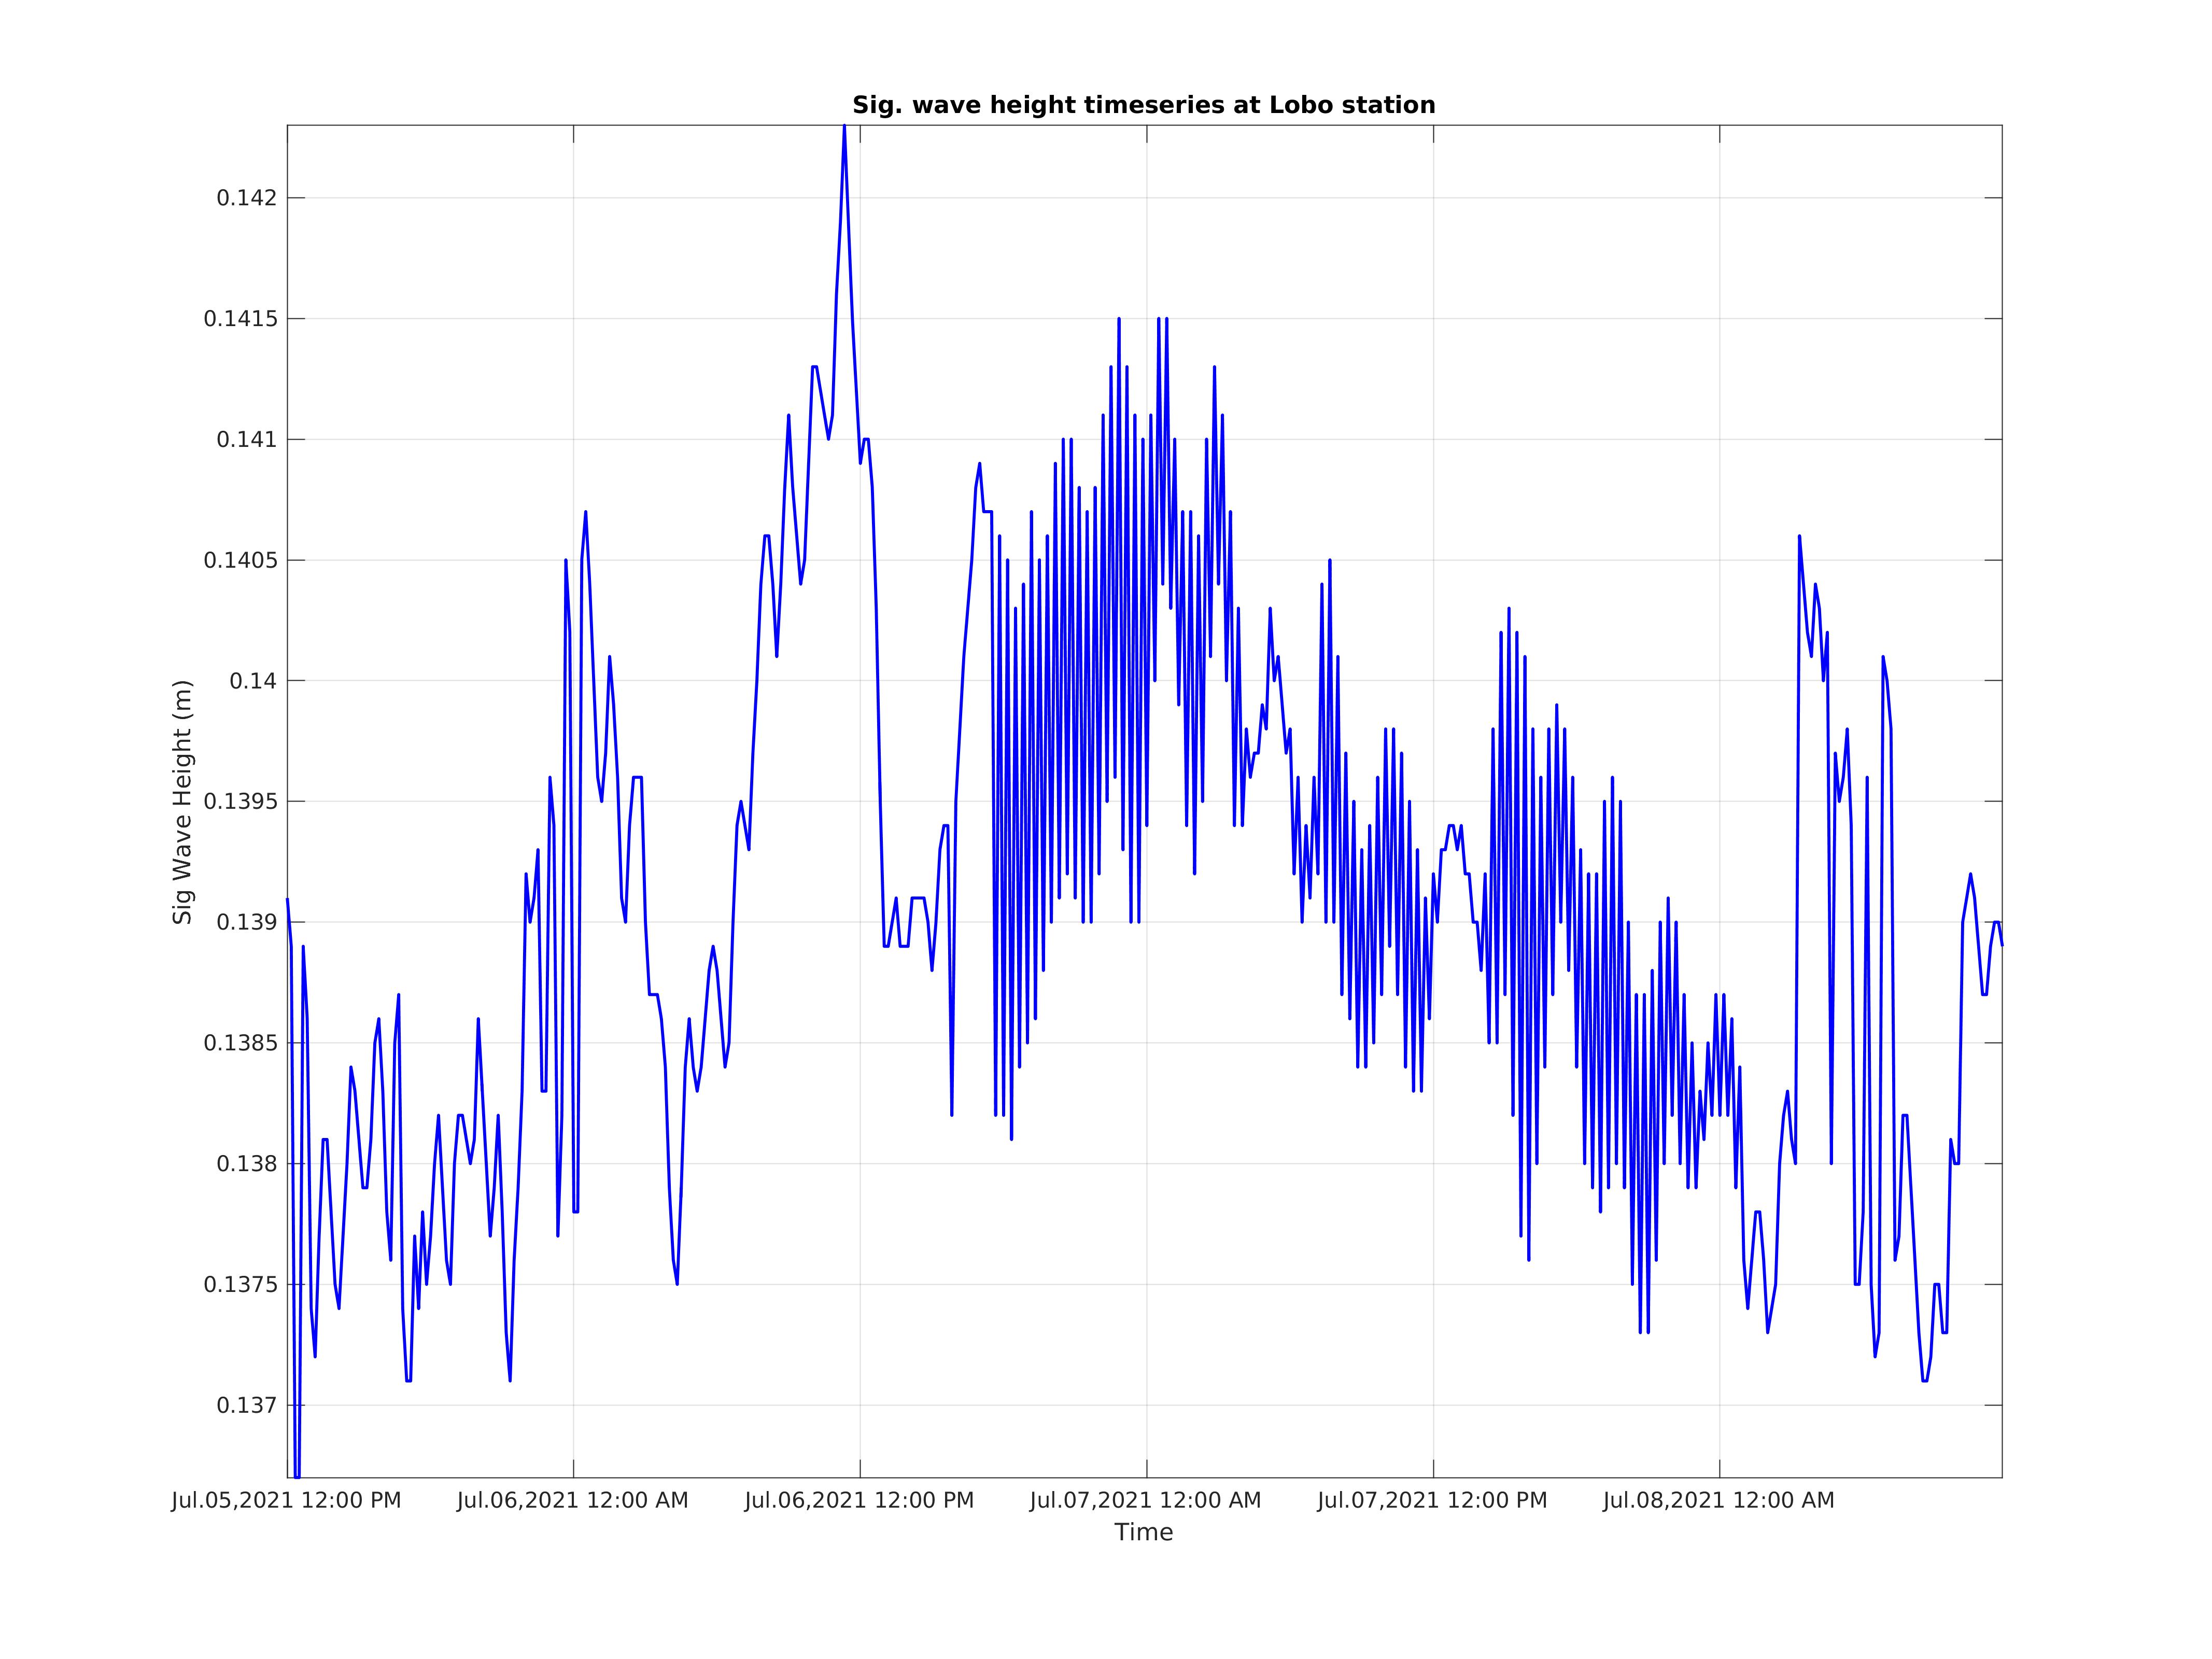 Sig. wave height timeseries at Lobo station
0.142
0.1415
0.141
0.1405
0.14
0.1395
0.139
0.1385
0.138
0.1375
0.137
Sig Wave Height (m)
Jul.05,2021 12:00 PM Jul.06,2021 12:00 AM Jul.06,2021 12:00 PM Jul.07,2021 12:00 AM Jul.07,2021 12:00 PM Jul.08,2021 12:00 AM
Time